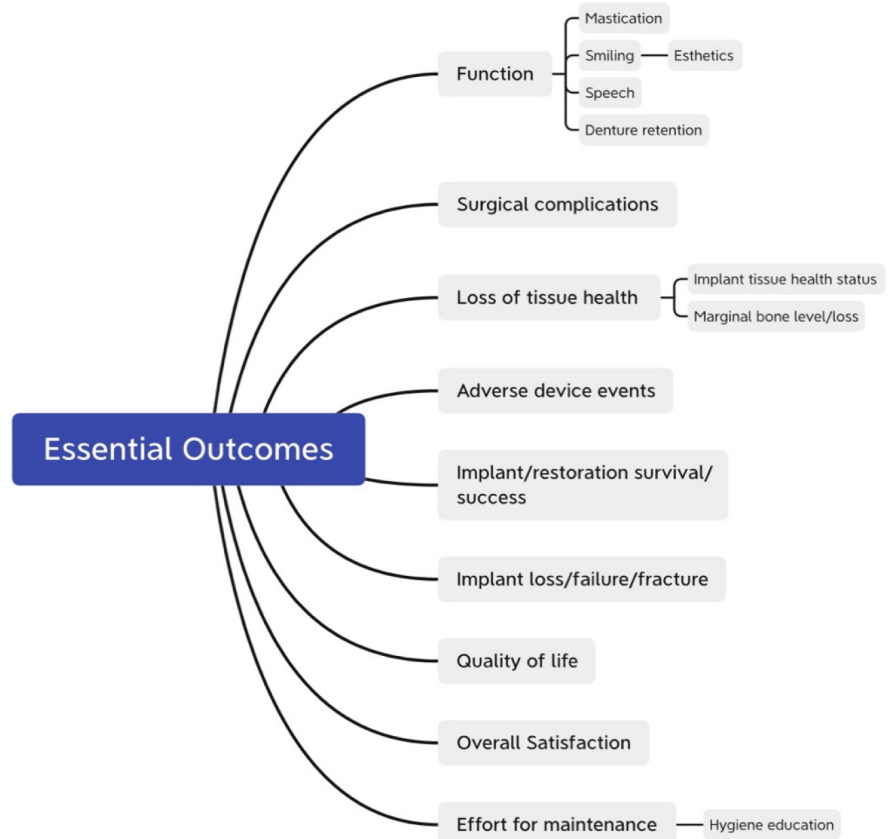 Essential Outcomes
Function
Mastication
Smiling
Esthetics
Speech
Denture retention
Surgical complications
Loss of tissue health
Implant tissue health status
Marginal bone level/loss
Adverse device events
Implant/restoration survival/
success
Implant loss/failure/fracture
Quality of life
Overall Satisfaction
Effort for maintenance
Hygiene education